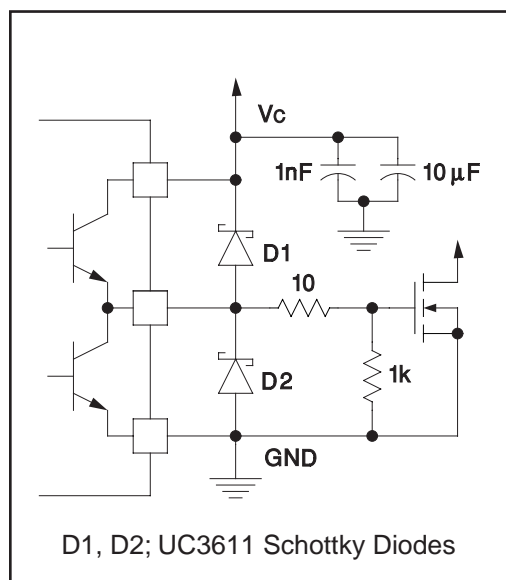 Vc
1nF
10 µF
D1
10
D2
1k
GND
D1, D2; UC3611 Schottky Diodes